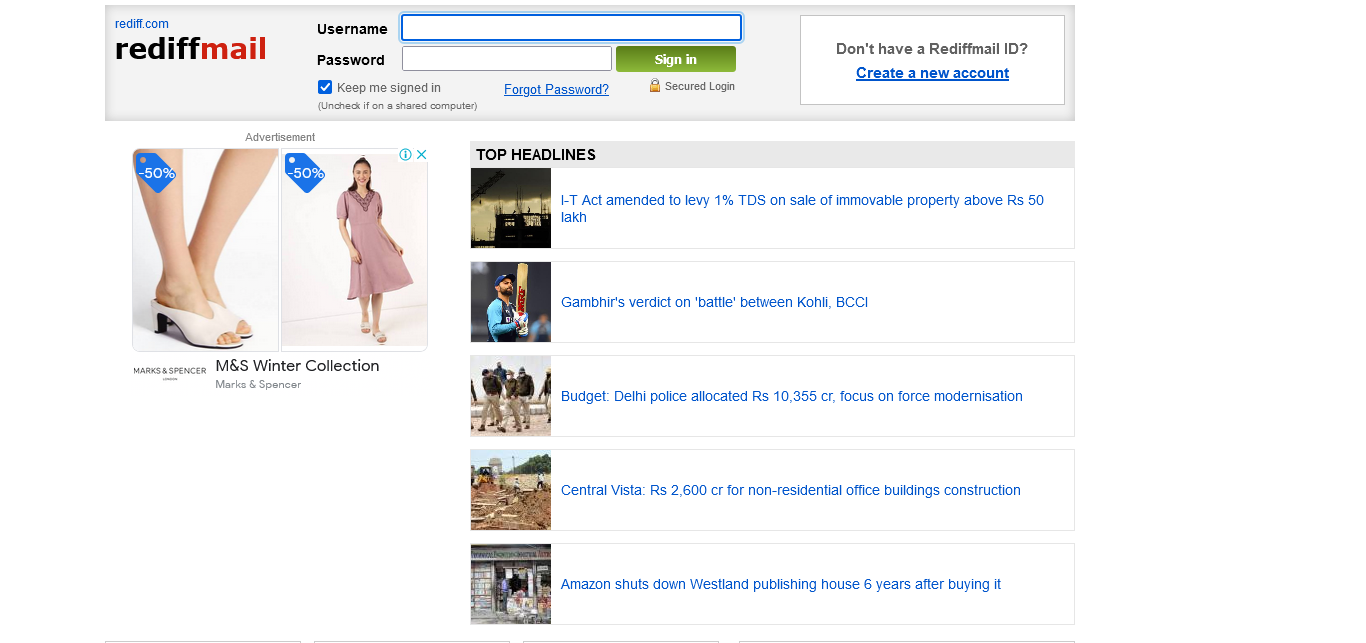 rediff.com
rediffmail
Username
Password
Sign in
Keep me signed in
Forgot Password?
Secured Login
(Uncheck if on a shared computer)
Don't have a Rediffmail ID?
Create a new account
Advertisement
-50%
-50%
MARKS & SPENCER
LONDON
M&S Winter Collection
Marks & Spencer
TOP HEADLINES
I-T Act amended to levy 1% TDS on sale of immovable property above Rs 50
lakh
Gambhir's verdict on 'battle' between Kohli, BCCI
Budget: Delhi police allocated Rs 10,355 cr, focus on force modernisation
Central Vista: Rs 2,600 cr for non-residential office buildings construction
Amazon shuts down Westland publishing house 6 years after buying it